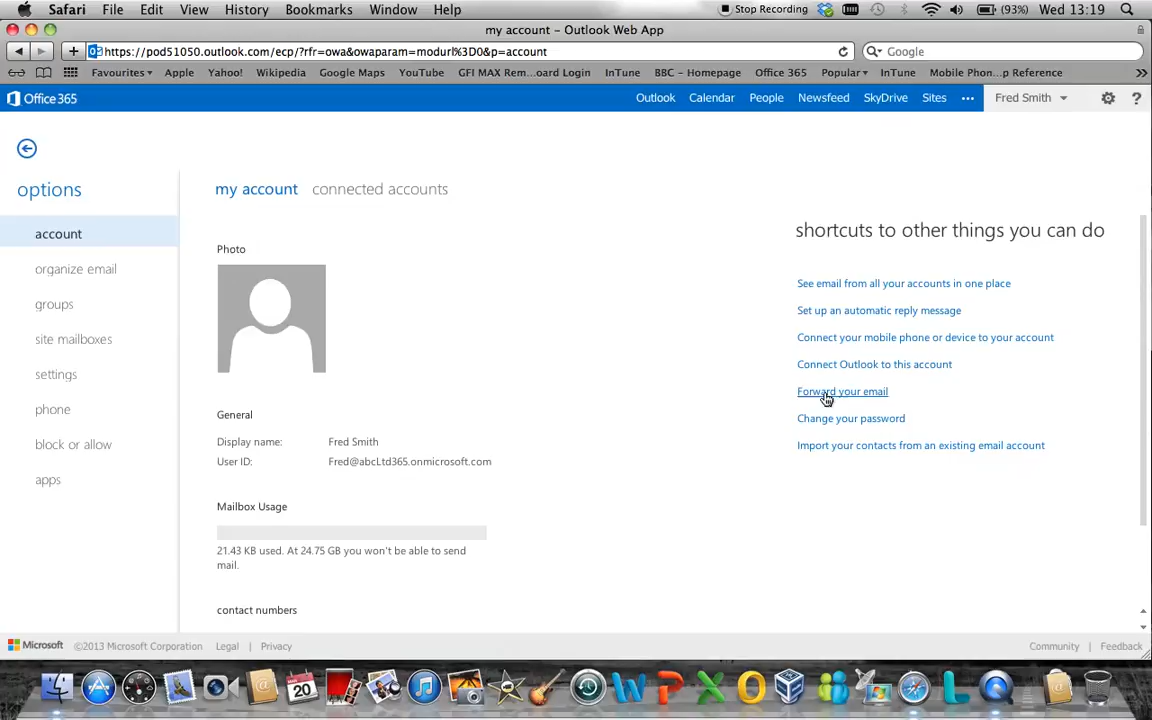 Safari File Edit View History Bookmarks Window Help Stop Recording (93%) Wed 13:19
my account – Outlook Web App
https://pod51050.outlook.com/ecp/?rfr=owa&owaparam=modurl%3D0&p=account Google
Favourites Apple Yahoo! Wikipedia Google Maps YouTube GFI MAX Rem...oard Login InTune BBC – Homepage Office 365 Popular InTune Mobile Phon...p Reference
Office 365 Outlook Calendar People Newsfeed SkyDrive Sites ••• Fred Smith ?
options
account
organize email
groups
site mailboxes
settings
phone
block or allow
apps
my account connected accounts
Photo
General
Display name: Fred Smith
User ID: Fred@abcLtd365.onmicrosoft.com
Mailbox Usage
21.43 KB used. At 24.75 GB you won't be able to send
mail.
contact numbers
shortcuts to other things you can do
See email from all your accounts in one place
Set up an automatic reply message
Connect your mobile phone or device to your account
Connect Outlook to this account
Forward your email
Change your password
Import your contacts from an existing email account
Microsoft ©2013 Microsoft Corporation Legal | Privacy Community | Feedback
20
W P X O L